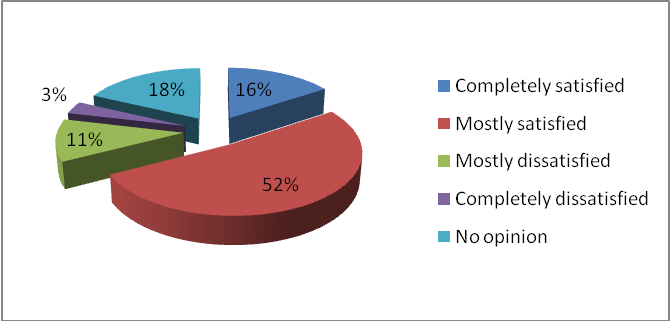 18%
16%
3%
11%
52%
Completely satisfied
Mostly satisfied
Mostly dissatisfied
Completely dissatisfied
No opinion